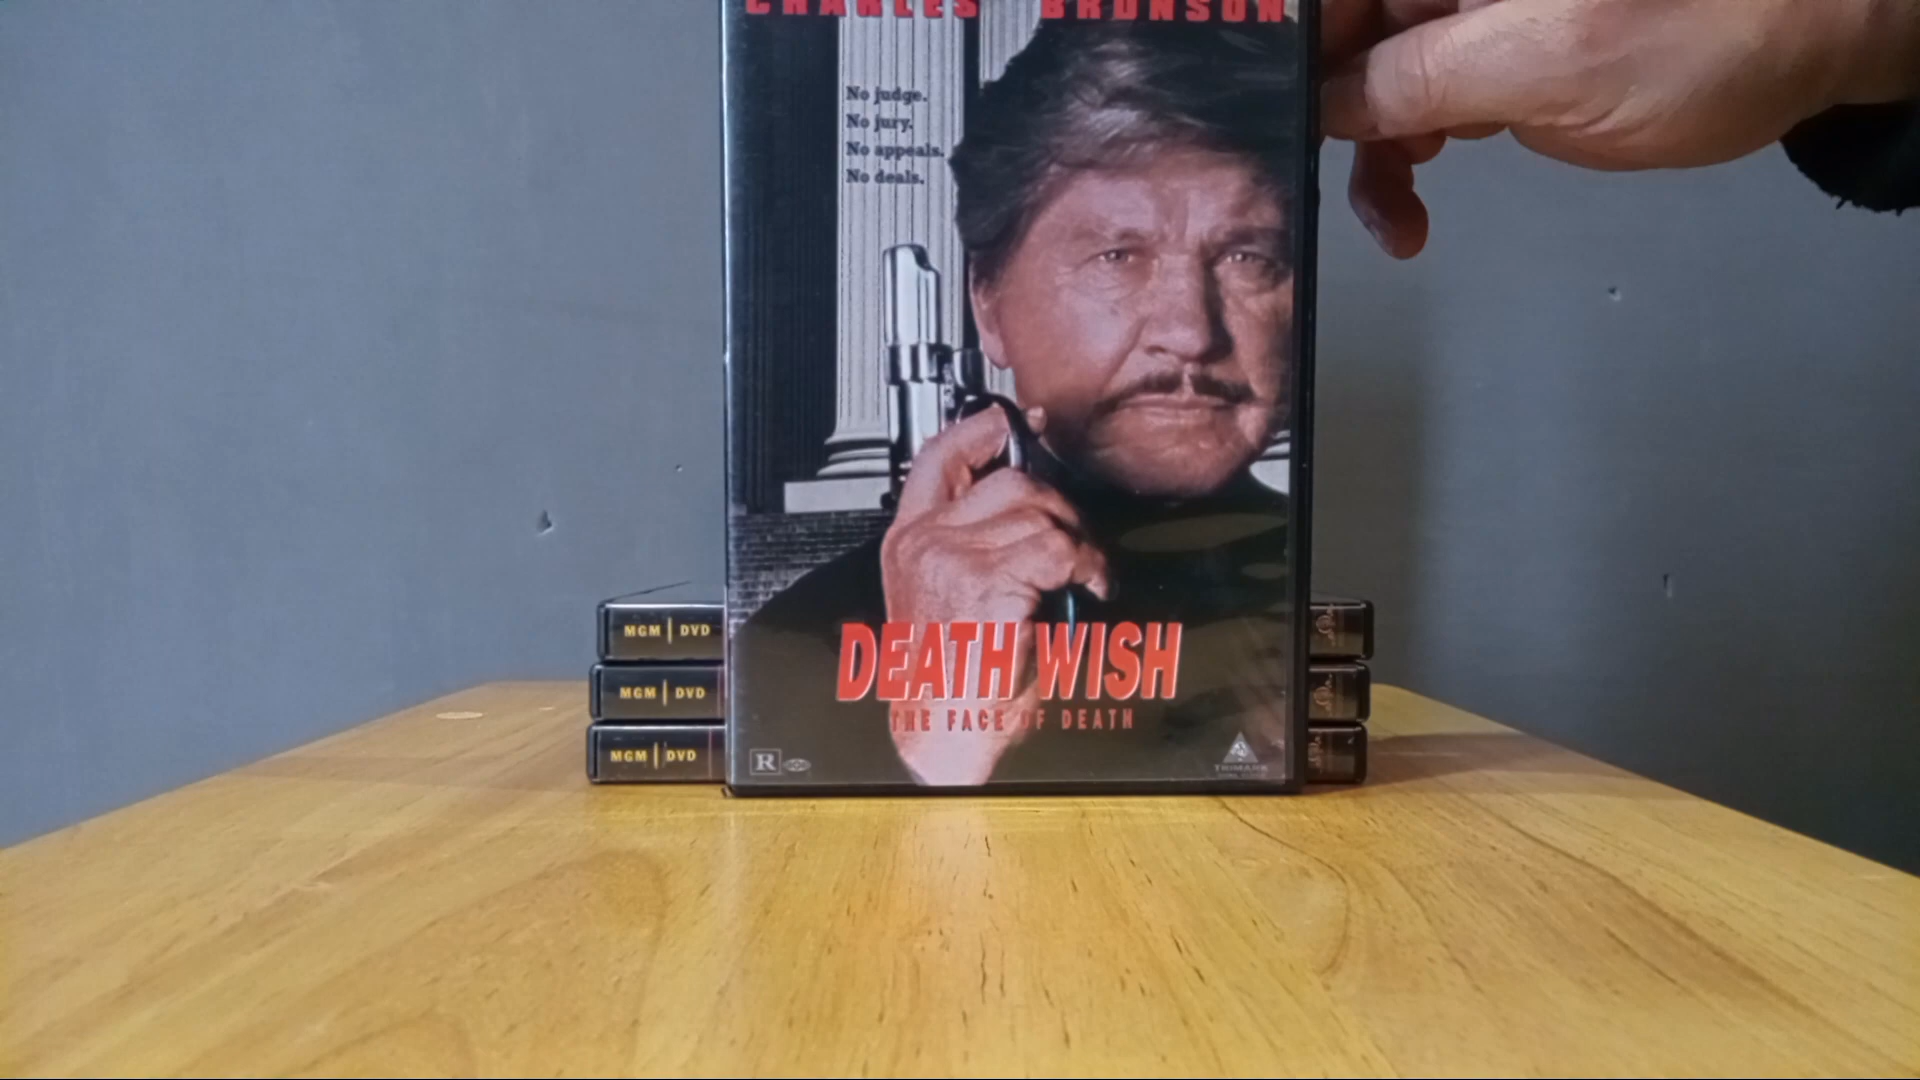 CHARLES BRONSON
No judge.
No jury.
No appeals.
No deals.
DEATH WISH
THE FACE OF DEATH
R
TRIMARK
MGM DVD
MGM DVD
MGM DVD